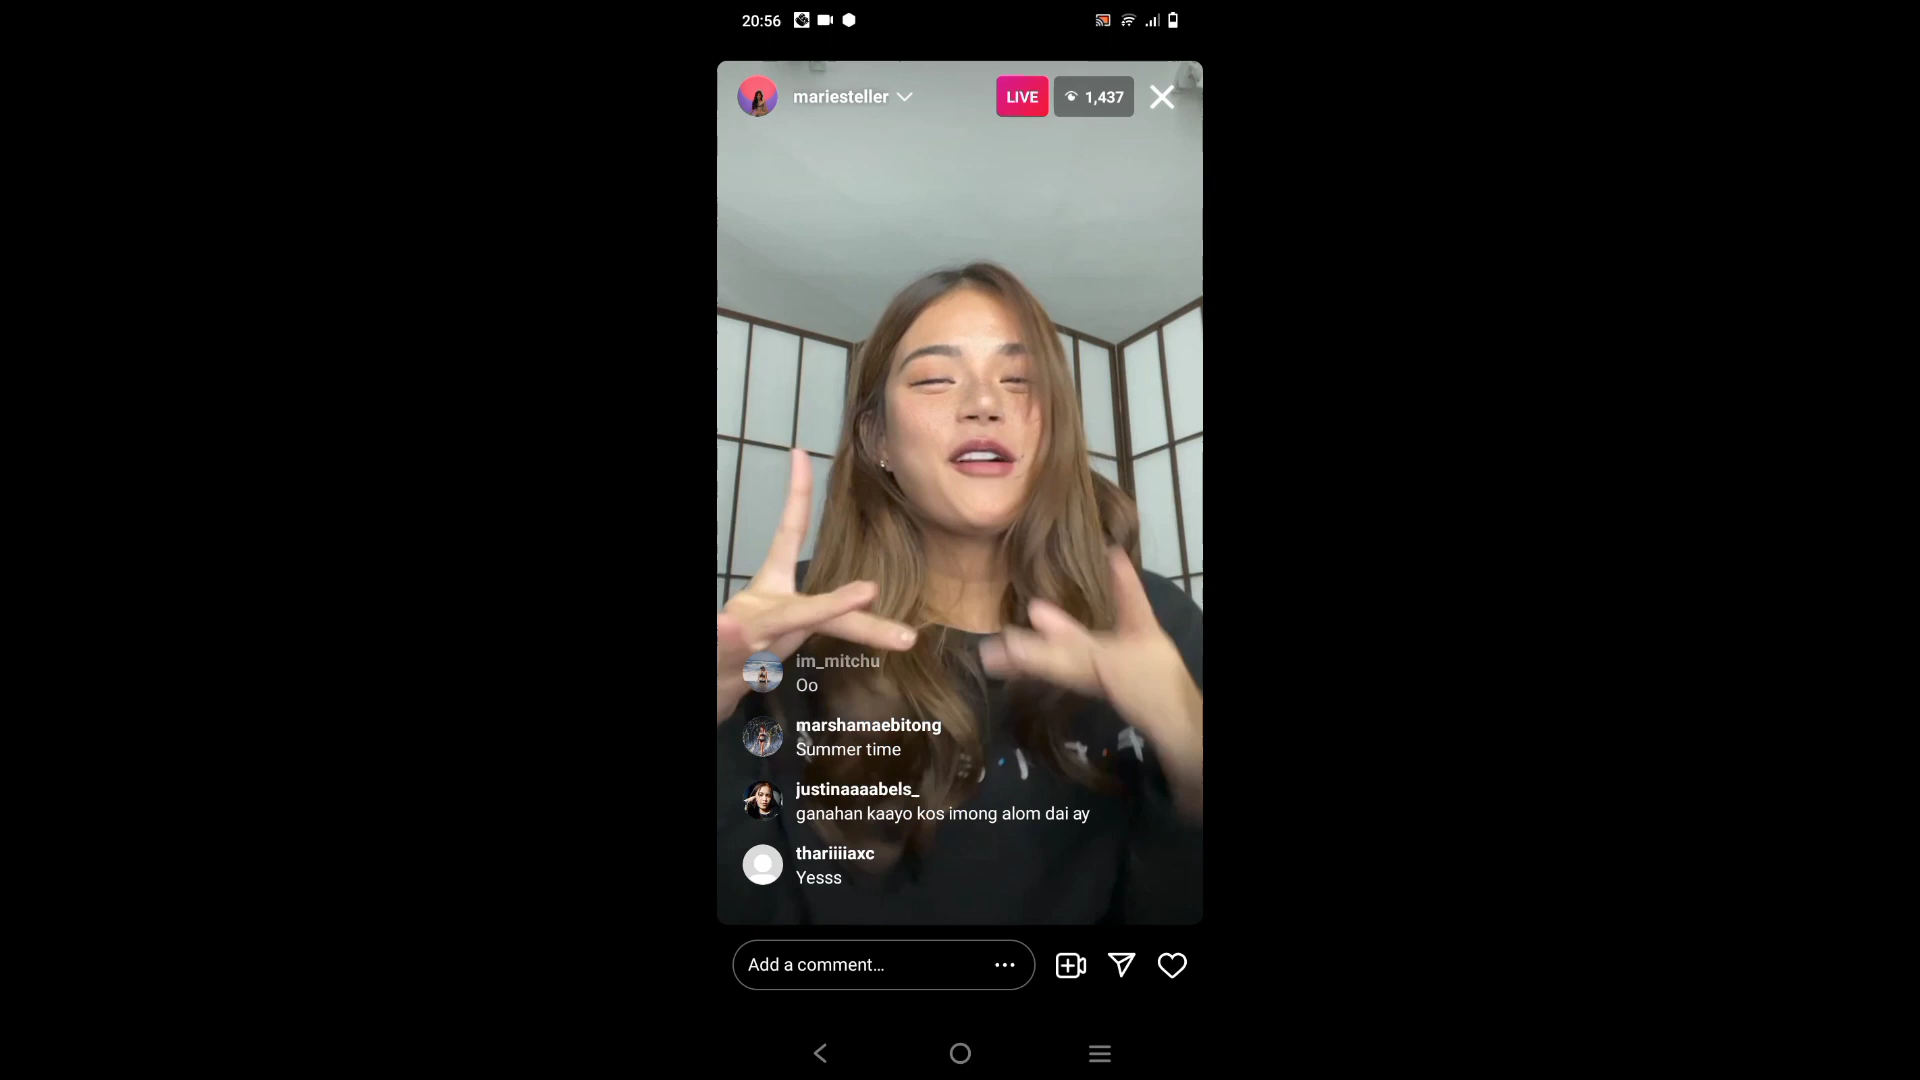 20:56
mariesteller
LIVE
1,437
im_mitchu
Oo
marshamaebitong
Summer time
justinaaaabels_
ganahan kaayo kos imong alom dai ay
thariiiiaxc
Yesss
Add a comment...